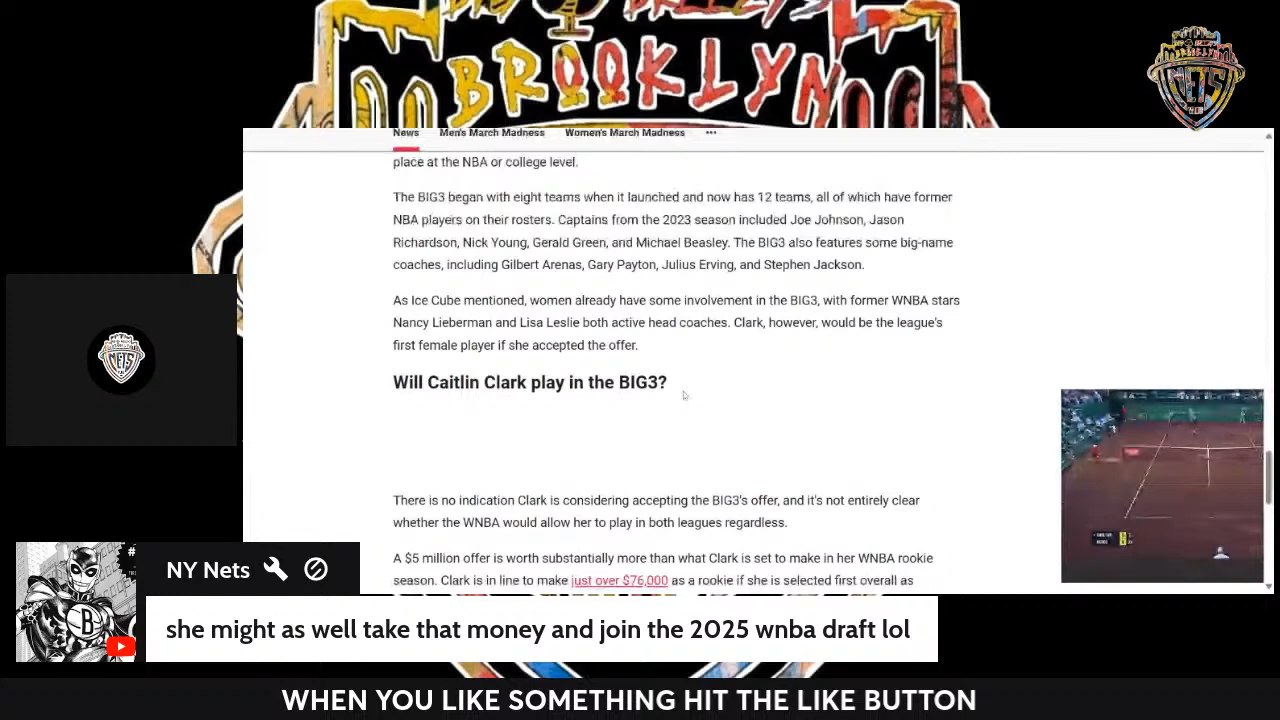 BROOKLYN
NETS
News Men's March Madness Women's March Madness •••
place at the NBA or college level.
The BIG3 began with eight teams when it launched and now has 12 teams, all of which have former
NBA players on their rosters. Captains from the 2023 season included Joe Johnson, Jason
Richardson, Nick Young, Gerald Green, and Michael Beasley. The BIG3 also features some big-name
coaches, including Gilbert Arenas, Gary Payton, Julius Erving, and Stephen Jackson.
As Ice Cube mentioned, women already have some involvement in the BIG3, with former WNBA stars
Nancy Lieberman and Lisa Leslie both active head coaches. Clark, however, would be the league's
first female player if she accepted the offer.
Will Caitlin Clark play in the BIG3?
There is no indication Clark is considering accepting the BIG3's offer, and it's not entirely clear
whether the WNBA would allow her to play in both leagues regardless.
A $5 million offer is worth substantially more than what Clark is set to make in her WNBA rookie
season. Clark is in line to make just over $76,000 as a rookie if she is selected first overall as
NETS
#
B
NY Nets
she might as well take that money and join the 2025 wnba draft lol
WHEN YOU LIKE SOMETHING HIT THE LIKE BUTTON